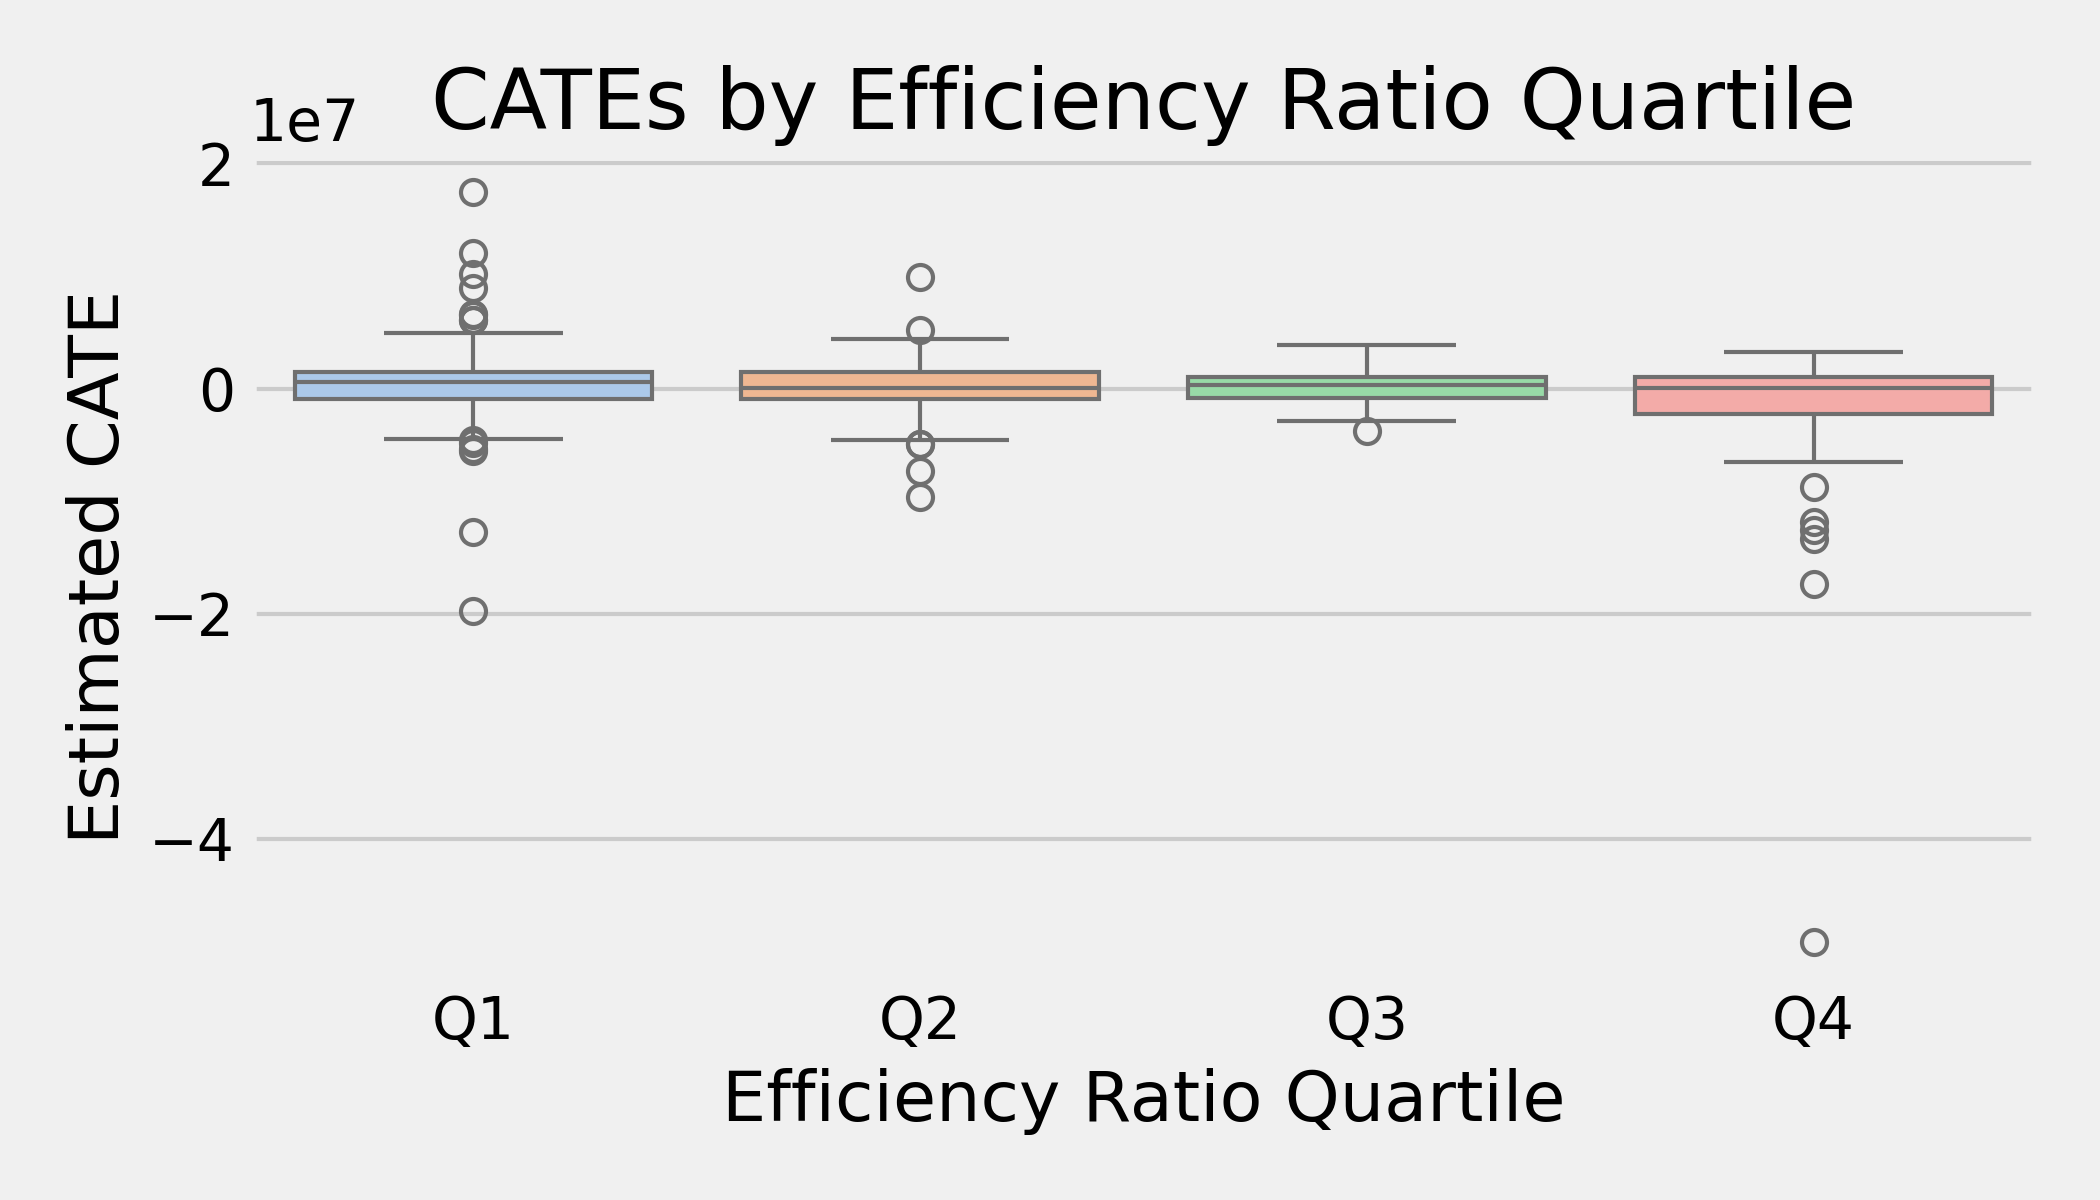 CATEs by Efficiency Ratio Quartile
1e7
2
0
−2
−4
Estimated CATE
Q1 Q2 Q3 Q4
Efficiency Ratio Quartile